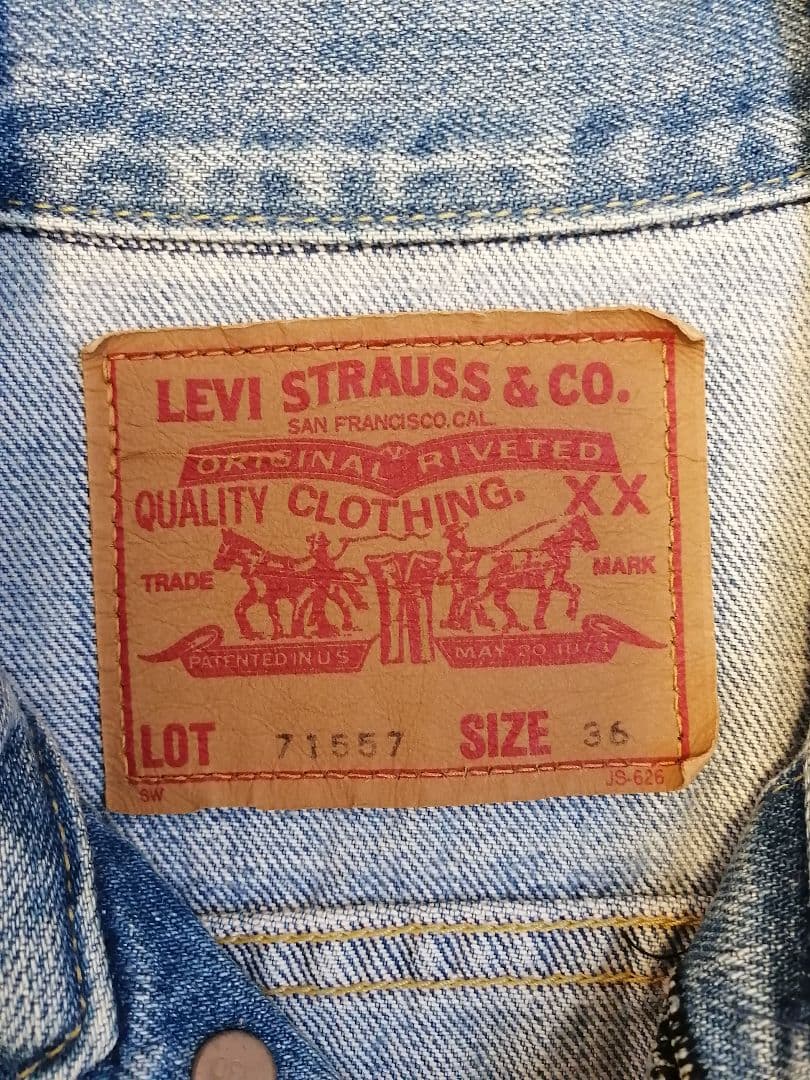 LEVI STRAUSS & CO.
SAN FRANCISCO, CAL.
ORIGINAL RIVETED
QUALITY CLOTHING. XX
TRADE MARK
PATENTED IN U S MAY 20 1873
LOT 71557 SIZE 36
SW JS-626